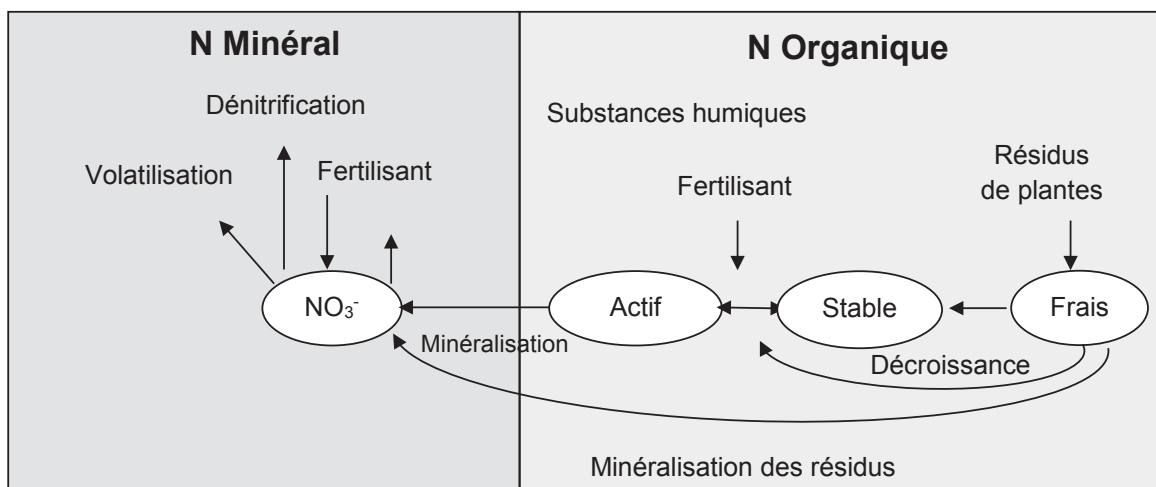 N Minéral
Dénitrification
Volatilisation
Fertilisant
NO₃⁻
Minéralisation
N Organique
Substances humiques
Fertilisant
Résidus
de plantes
Actif
Stable
Frais
Décroissance
Minéralisation des résidus